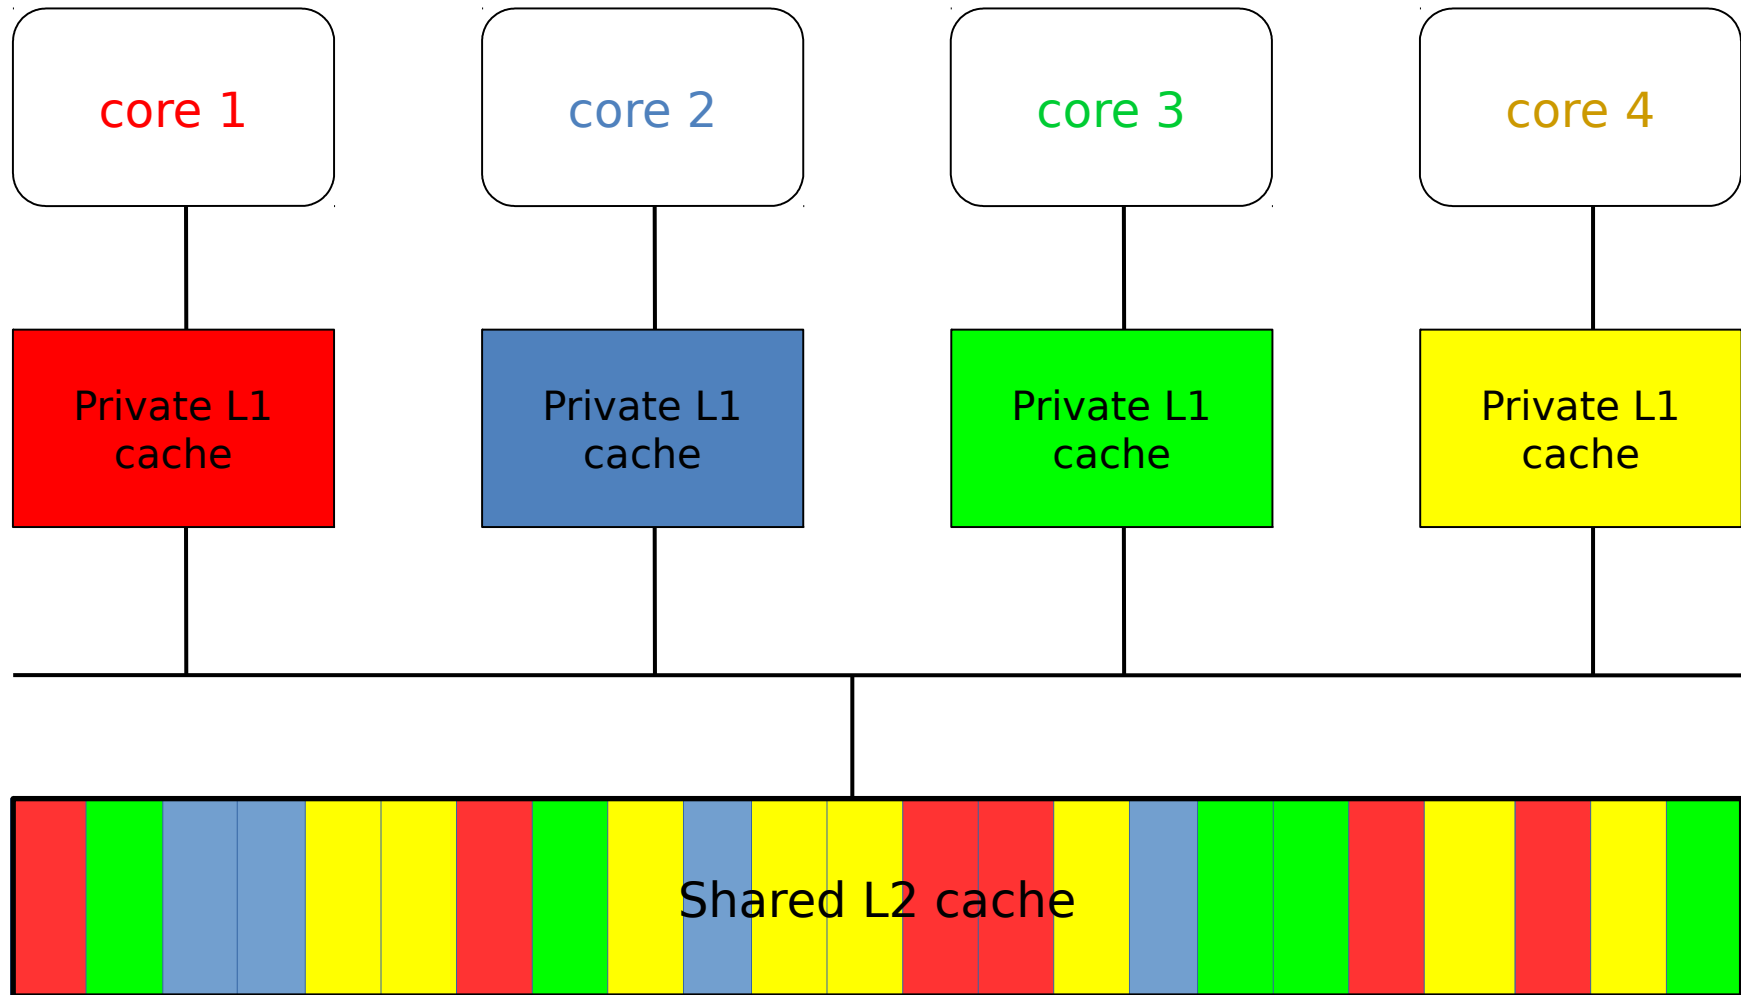 core 1
core 2
core 3
core 4
Private L1
cache
Private L1
cache
Private L1
cache
Private L1
cache
Shared L2 cache